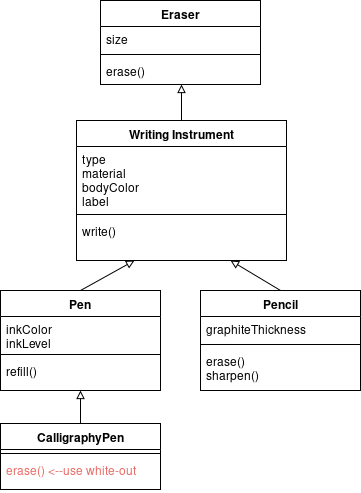 Eraser
size
erase()
Writing Instrument
type
material
bodyColor
label
write()
Pen
inkColor
inkLevel
refill()
Pencil
graphiteThickness
erase()
sharpen()
CalligraphyPen
erase() <--use white-out